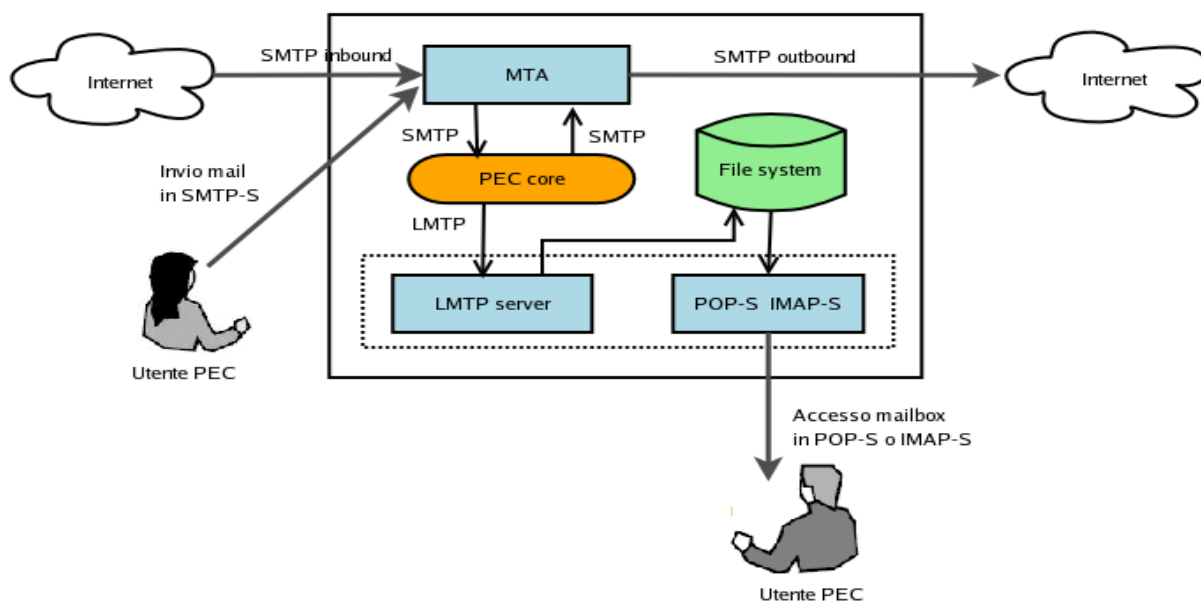 SMTP inbound
MTA
SMTP outbound
Internet
Internet
SMTP
SMTP
Invio mail
in SMTP-S
PEC core
File system
LMTP
LMTP server
POP-S IMAP-S
Utente PEC
Accesso mailbox
in POP-S o IMAP-S
Utente PEC